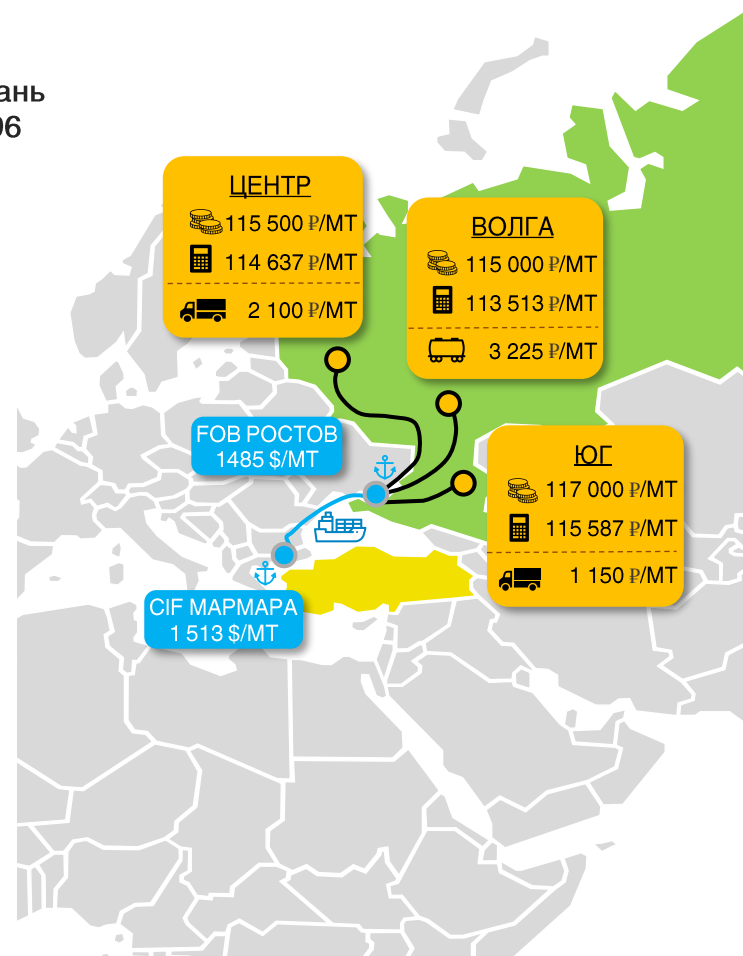 ань
06
ЦЕНТР
115 500 ₽/МТ
114 637 ₽/МТ
2 100 ₽/МТ
ВОЛГА
115 000 ₽/МТ
113 513 ₽/МТ
3 225 ₽/МТ
FOB РОСТОВ
1485 $/МТ
ЮГ
117 000 ₽/МТ
115 587 ₽/МТ
1 150 ₽/МТ
CIF МАРМАРА
1 513 $/МТ